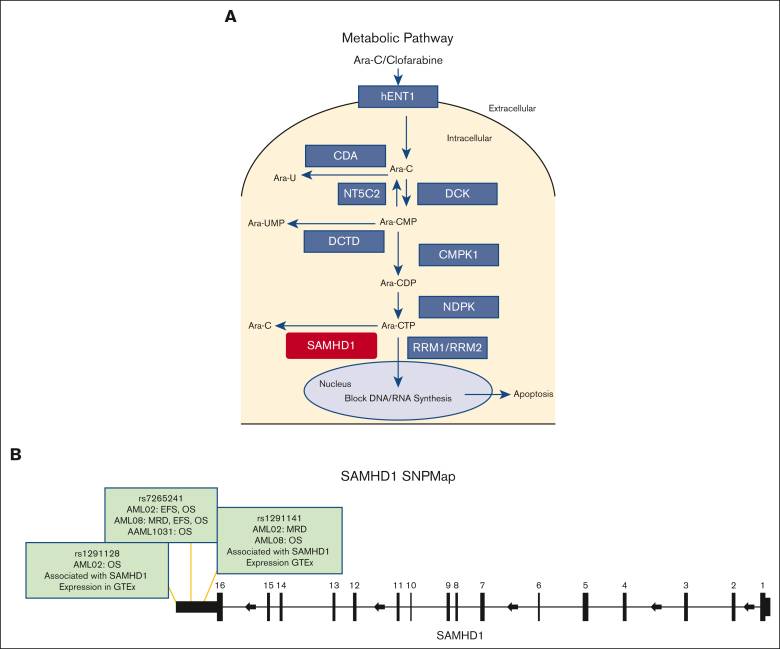 A
Metabolic Pathway
Ara-C/Clofarabine
hENT1
Extracellular
Intracellular
CDA
Ara-C
Ara-U
NT5C2
DCK
Ara-UMP
Ara-CMP
DCTD
CMPK1
Ara-CDP
NDPK
Ara-C
Ara-CTP
SAMHD1
RRM1/RRM2
Nucleus
Block DNA/RNA Synthesis
Apoptosis
B
SAMHD1 SNPMap
rs7265241
AML02: EFS, OS
AML08: MRD, EFS, OS
AAML1031: OS
rs1291141
AML02: MRD
AML08: OS
Associated with SAMHD1
Expression GTEx
rs1291128
AML02: OS
Associated with SAMHD1
Expression in GTEx
16 15 14 13 12 11 10 9 8 7 6 5 4 3 2 1
SAMHD1